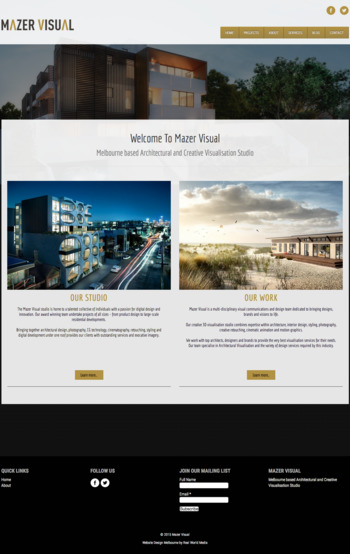 MAZER VISUAL
HOME PROJECTS ABOUT SERVICES BLOG CONTACT
Welcome To Mazer Visual
Melbourne based Architectural and Creative Visualisation Studio
OUR STUDIO
The Mazer Visual studio is home to a talented collective of individuals with a passion for digital design and
innovation. Our award winning team undertake projects of all sizes - from product design to large scale
residential developments.
Bringing together architectural design, photography, CG technology, cinematography, retouching, styling and
digital development under one roof provides our clients with outstanding services and executive imagery.
Learn more...
OUR WORK
Mazer Visual is a multi-disciplinary visual communications and design team dedicated to bringing designs,
brands and visions to life.
Our creative 3D visualisation studio combines expertise within architecture, interior design, styling, photography,
creative retouching, cinematic animation and motion graphics.
We work with top architects, designers and brands to provide the very best visualisation services for their needs.
Our team specialise in Architectural Visualisation and the variety of design services required by this industry.
Learn more...
QUICK LINKS
Home
About
FOLLOW US
JOIN OUR MAILING LIST
Full Name
Email *
Subscribe
MAZER VISUAL
Melbourne based Architectural and Creative
Visualisation Studio
© 2015 Mazer Visual
Website Design Melbourne by Real World Media